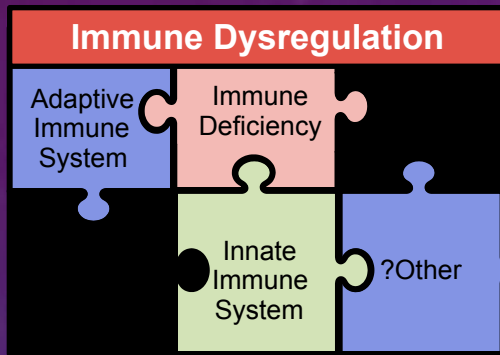 Immune Dysregulation
Adaptive
Immune
System
Immune
Deficiency
Innate
Immune
System
?Other